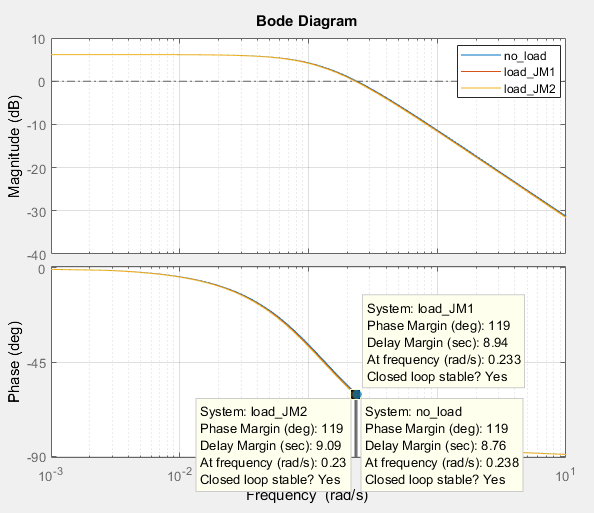 Bode Diagram
Magnitude (dB)
10
0
-10
-20
-30
-40
no_load
load_JM1
load_JM2
Phase (deg)
0
-45
-90
System: load_JM1
Phase Margin (deg): 119
Delay Margin (sec): 8.94
At frequency (rad/s): 0.233
Closed loop stable? Yes
System: load_JM2
Phase Margin (deg): 119
Delay Margin (sec): 9.09
At frequency (rad/s): 0.23
Closed loop stable? Yes
System: no_load
Phase Margin (deg): 119
Delay Margin (sec): 8.76
At frequency (rad/s): 0.238
Closed loop stable? Yes
10⁻³
10⁻²
10¹
Frequency (rad/s)